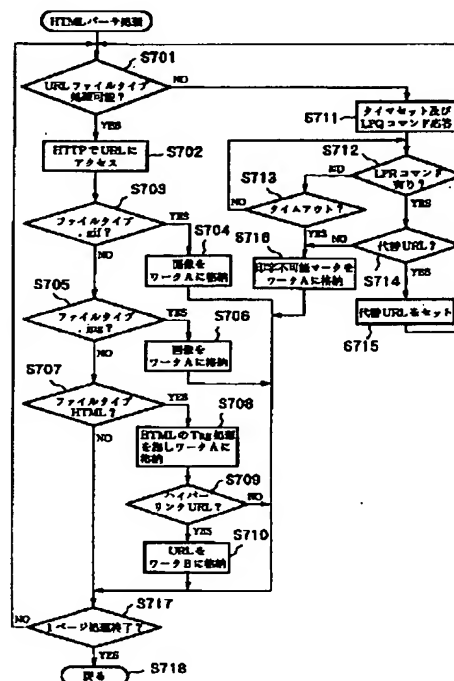 HTMLパーサ処理
S701
URLファイルタイプ
処理可能?
NO
YES
HTTPでURLに
アクセス
S702
S703
ファイルタイプ
.gif?
YES
NO
S704
画像を
ワークAに格納
S705
ファイルタイプ
YES
NO
S706
画像を
ワークAに格納
S707
ファイルタイプ
HTML?
YES
NO
S708
HTMLのTag処理
を施しワークAに
格納
S709
ハイパー
リンクURL?
NO
YES
S710
URLを
ワークBに格納
S711
タイマセット及び
LPQコマンド応答
S712
LPRコマンド
有り?
NO
YES
S713
タイムアウト?
NO
YES
S714
代替URL?
NO
YES
S715
代替URLをセット
S716
印字不可能マークを
ワークAに格納
S717
1ページ処理終了?
NO
YES
戻る
S718